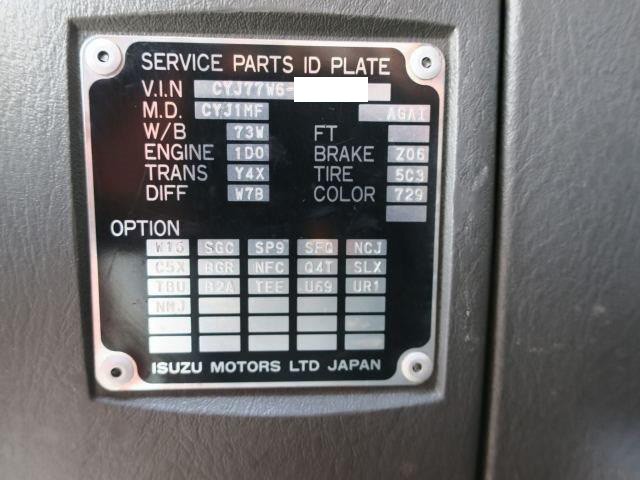 SERVICE PARTS ID PLATE
V.I.N CYJ77W6-
M.D. CYJ1MF AGA1
W/B 73W FT
ENGINE 1D0 BRAKE Z06
TRANS Y4X TIRE 5C3
DIFF W7B COLOR 729
OPTION
W16 SGC SP9 SFQ NCJ
C5X BGR NFC Q4T SLX
TBU B2A TEE U69 UR1
NMJ
ISUZU MOTORS LTD JAPAN